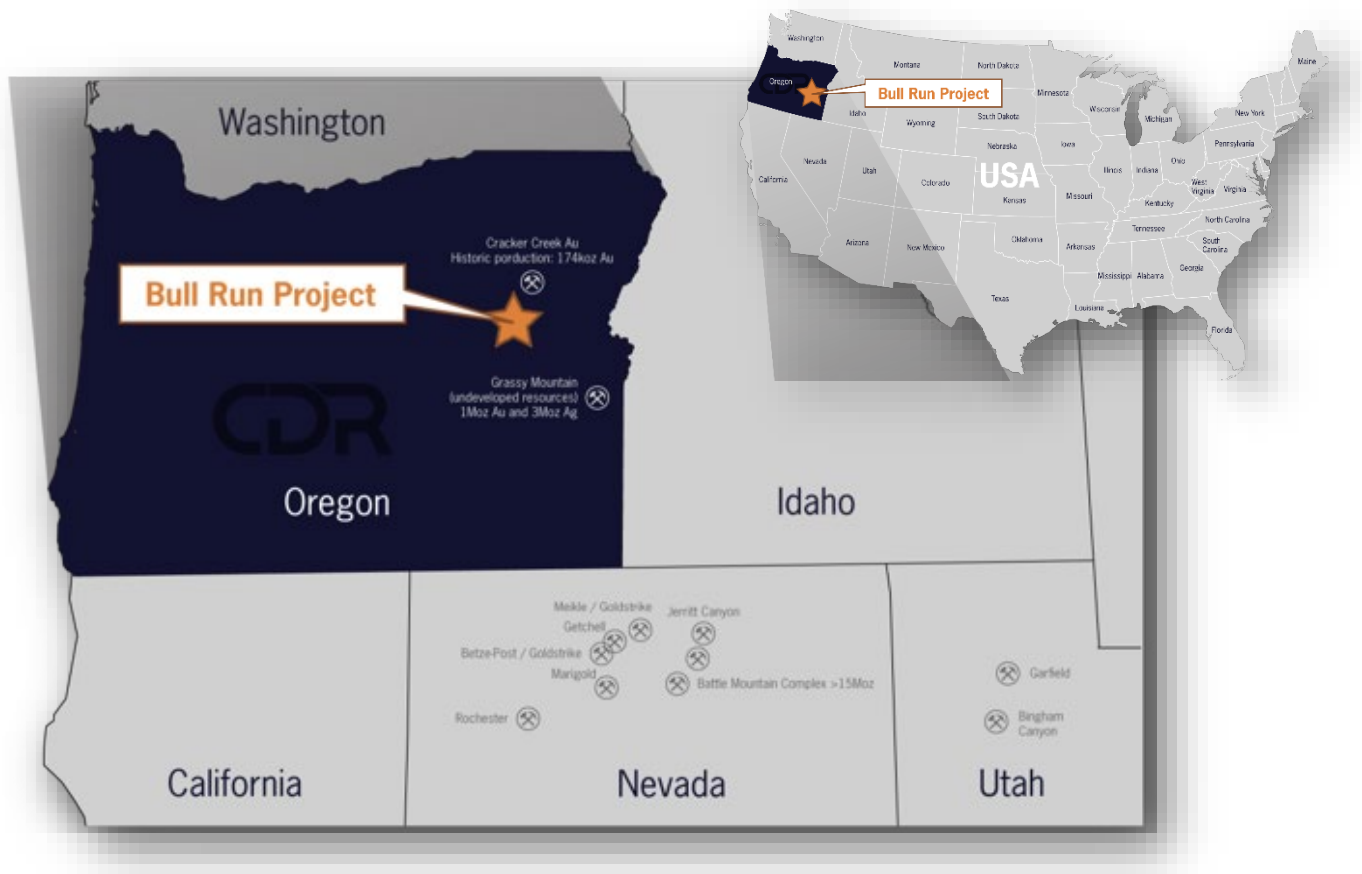 Washington
Cracker Creek Au
Historic porduction: 174koz Au
Bull Run Project
Grassy Mountain
(undeveloped resources)
1Moz Au and 3Moz Ag
CDR
Oregon
Idaho
Meikle / Goldstrike
Jerritt Canyon
Getchell
Betze-Post / Goldstrike
Marigold
Battle Mountain Complex >15Moz
Rochester
Garfield
Bingham
Canyon
California
Nevada
Utah
Washington
Montana
North Dakota
Minnesota
Maine
Oregon
CDR
Bull Run Project
Idaho
Wyoming
South Dakota
Wisconsin
Michigan
New York
Nebraska
Iowa
Pennsylvania
Nevada
Utah
Colorado
USA
Kansas
Illinois
Indiana
Ohio
West
Virginia
Virginia
California
Missouri
Kentucky
North Carolina
Tennessee
Arizona
New Mexico
Oklahoma
Arkansas
South
Carolina
Mississippi
Alabama
Georgia
Texas
Louisiana
Florida